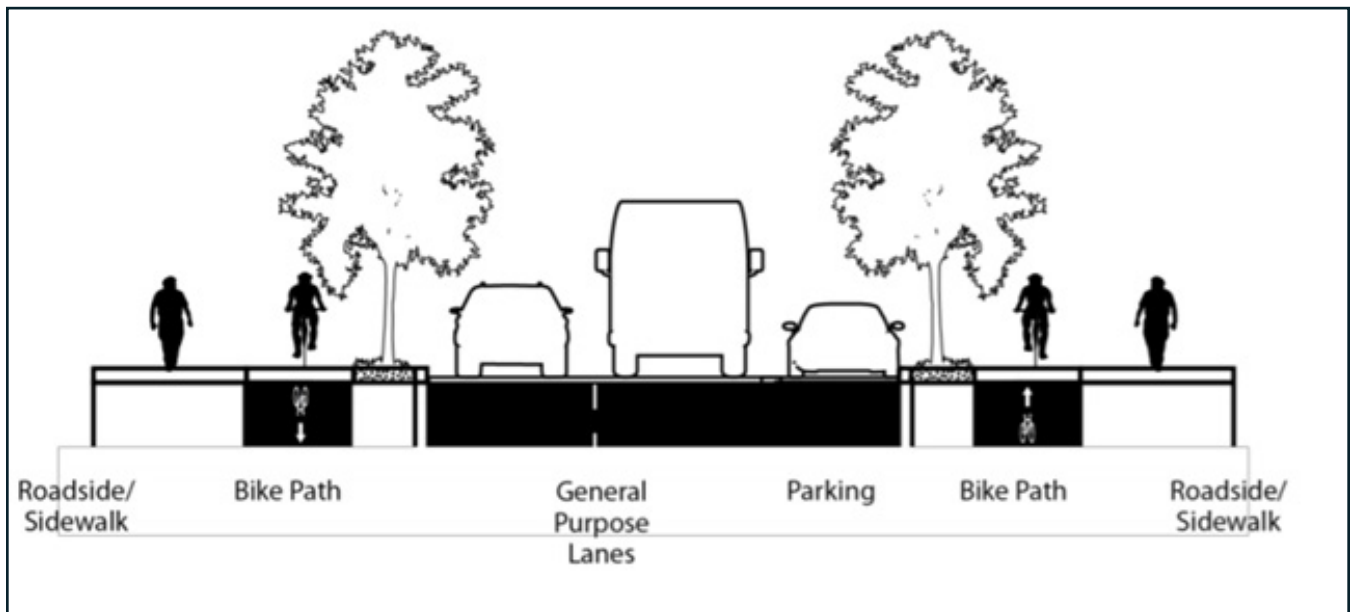 Roadside/
Sidewalk
Bike Path
General
Purpose
Lanes
Parking
Bike Path
Roadside/
Sidewalk